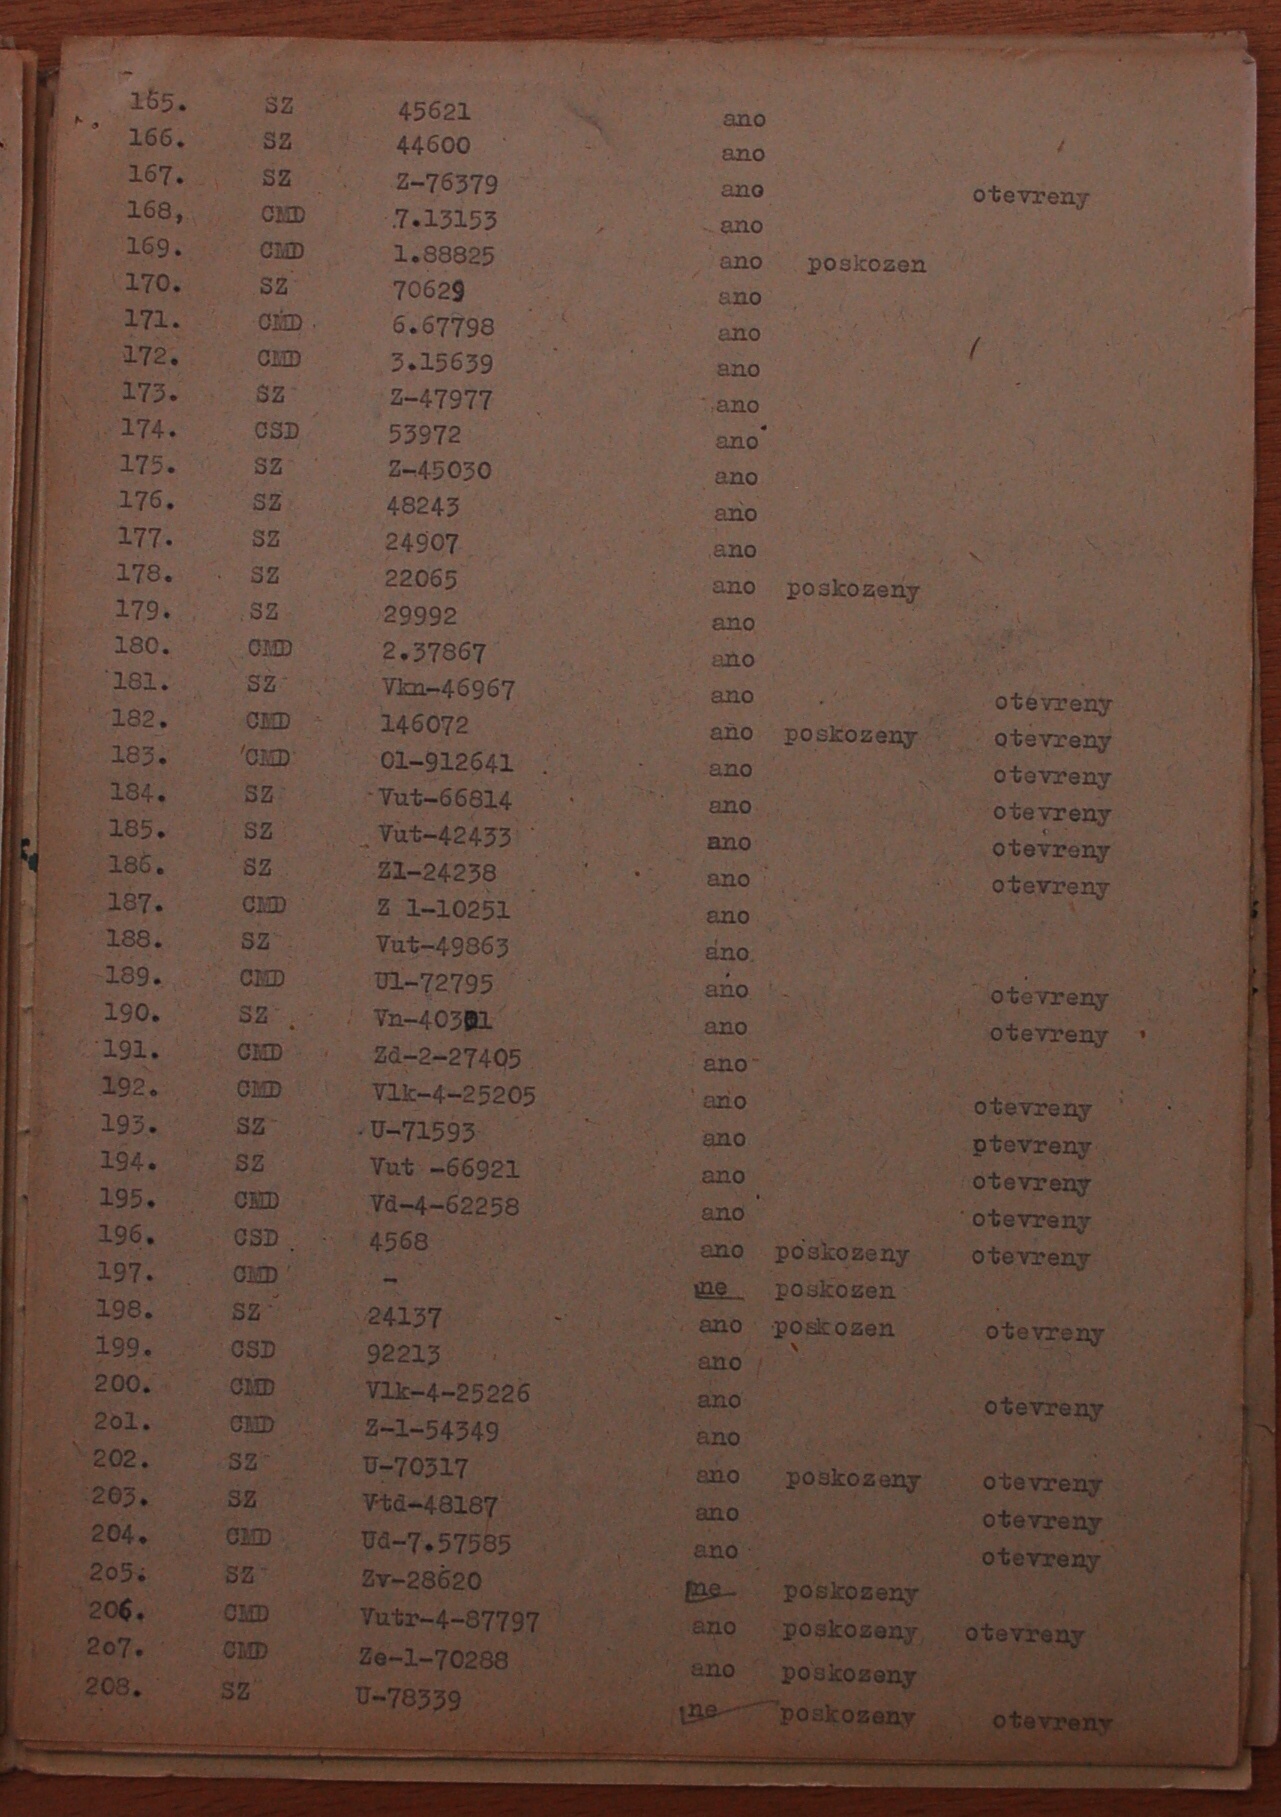 165. SZ 45621 ano
166. SZ 44600 ano
167. SZ Z-76379 ano otevreny
168, CMD 7.13153 ano
169. CMD 1.88825 ano poskozen
170. SZ 70629 ano
171. CMD 6.67798 ano
172. CMD 3.15639 ano
173. SZ Z-47977 ano
174. CSD 53972 ano
175. SZ Z-45030 ano
176. SZ 48243 ano
177. SZ 24907 ano
178. SZ 22065 ano poskozeny
179. SZ 29992 ano
180. CMD 2.37867 ano
181. SZ Vkn-46967 ano otevreny
182. CMD 146072 ano poskozeny otevreny
183. CMD Ol-912641 ano otevreny
184. SZ Vut-66814 ano otevreny
185. SZ Vut-42433 ano otevreny
186. SZ Zl-24238 ano otevreny
187. CMD Z 1-10251 ano
188. SZ Vut-49863 ano
189. CMD Ul-72795 ano otevreny
190. SZ Vn-40301 ano otevreny
191. CMD Zd-2-27405 ano
192. CMD Vlk-4-25205 ano otevreny
193. SZ U-71593 ano otevreny
194. SZ Vut -66921 ano otevreny
195. CMD Vd-4-62258 ano otevreny
196. CSD 4568 ano poskozeny otevreny
197. CMD - ne poskozen
198. SZ 24137 ano poskozen otevreny
199. CSD 92213 ano
200. CMD Vlk-4-25226 ano otevreny
2o1. CMD Z-1-54349 ano
202. SZ U-70317 ano poskozeny otevreny
203. SZ Vtd-48187 ano otevreny
204. CMD Ud-7.57585 ano otevreny
2o5. SZ Zv-28620 ne poskozeny
206. CMD Vutr-4-87797 ano poskozeny otevreny
2o7. CMD Ze-1-70288 ano poskozeny
208. SZ U-78339 ne poskozeny otevreny